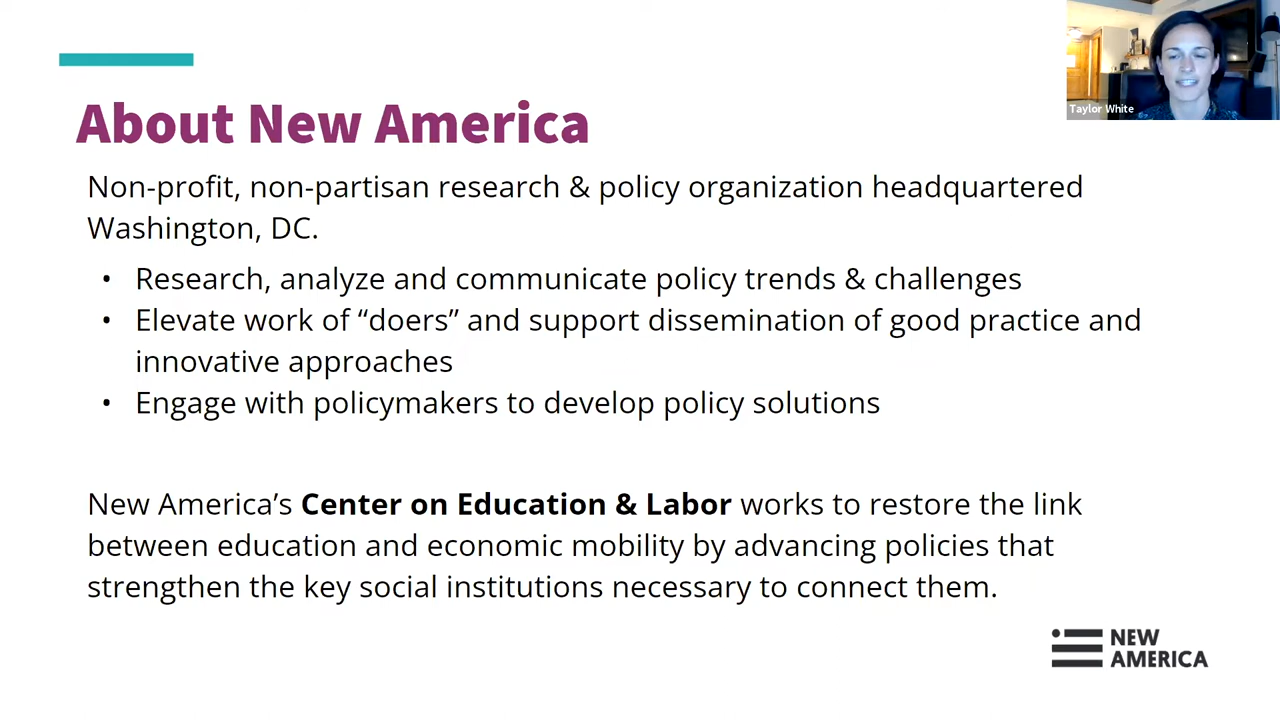 Taylor White
About New America
Non-profit, non-partisan research & policy organization headquartered
Washington, DC.
• Research, analyze and communicate policy trends & challenges
• Elevate work of “doers” and support dissemination of good practice and
innovative approaches
• Engage with policymakers to develop policy solutions
New America’s Center on Education & Labor works to restore the link
between education and economic mobility by advancing policies that
strengthen the key social institutions necessary to connect them.
NEW
AMERICA